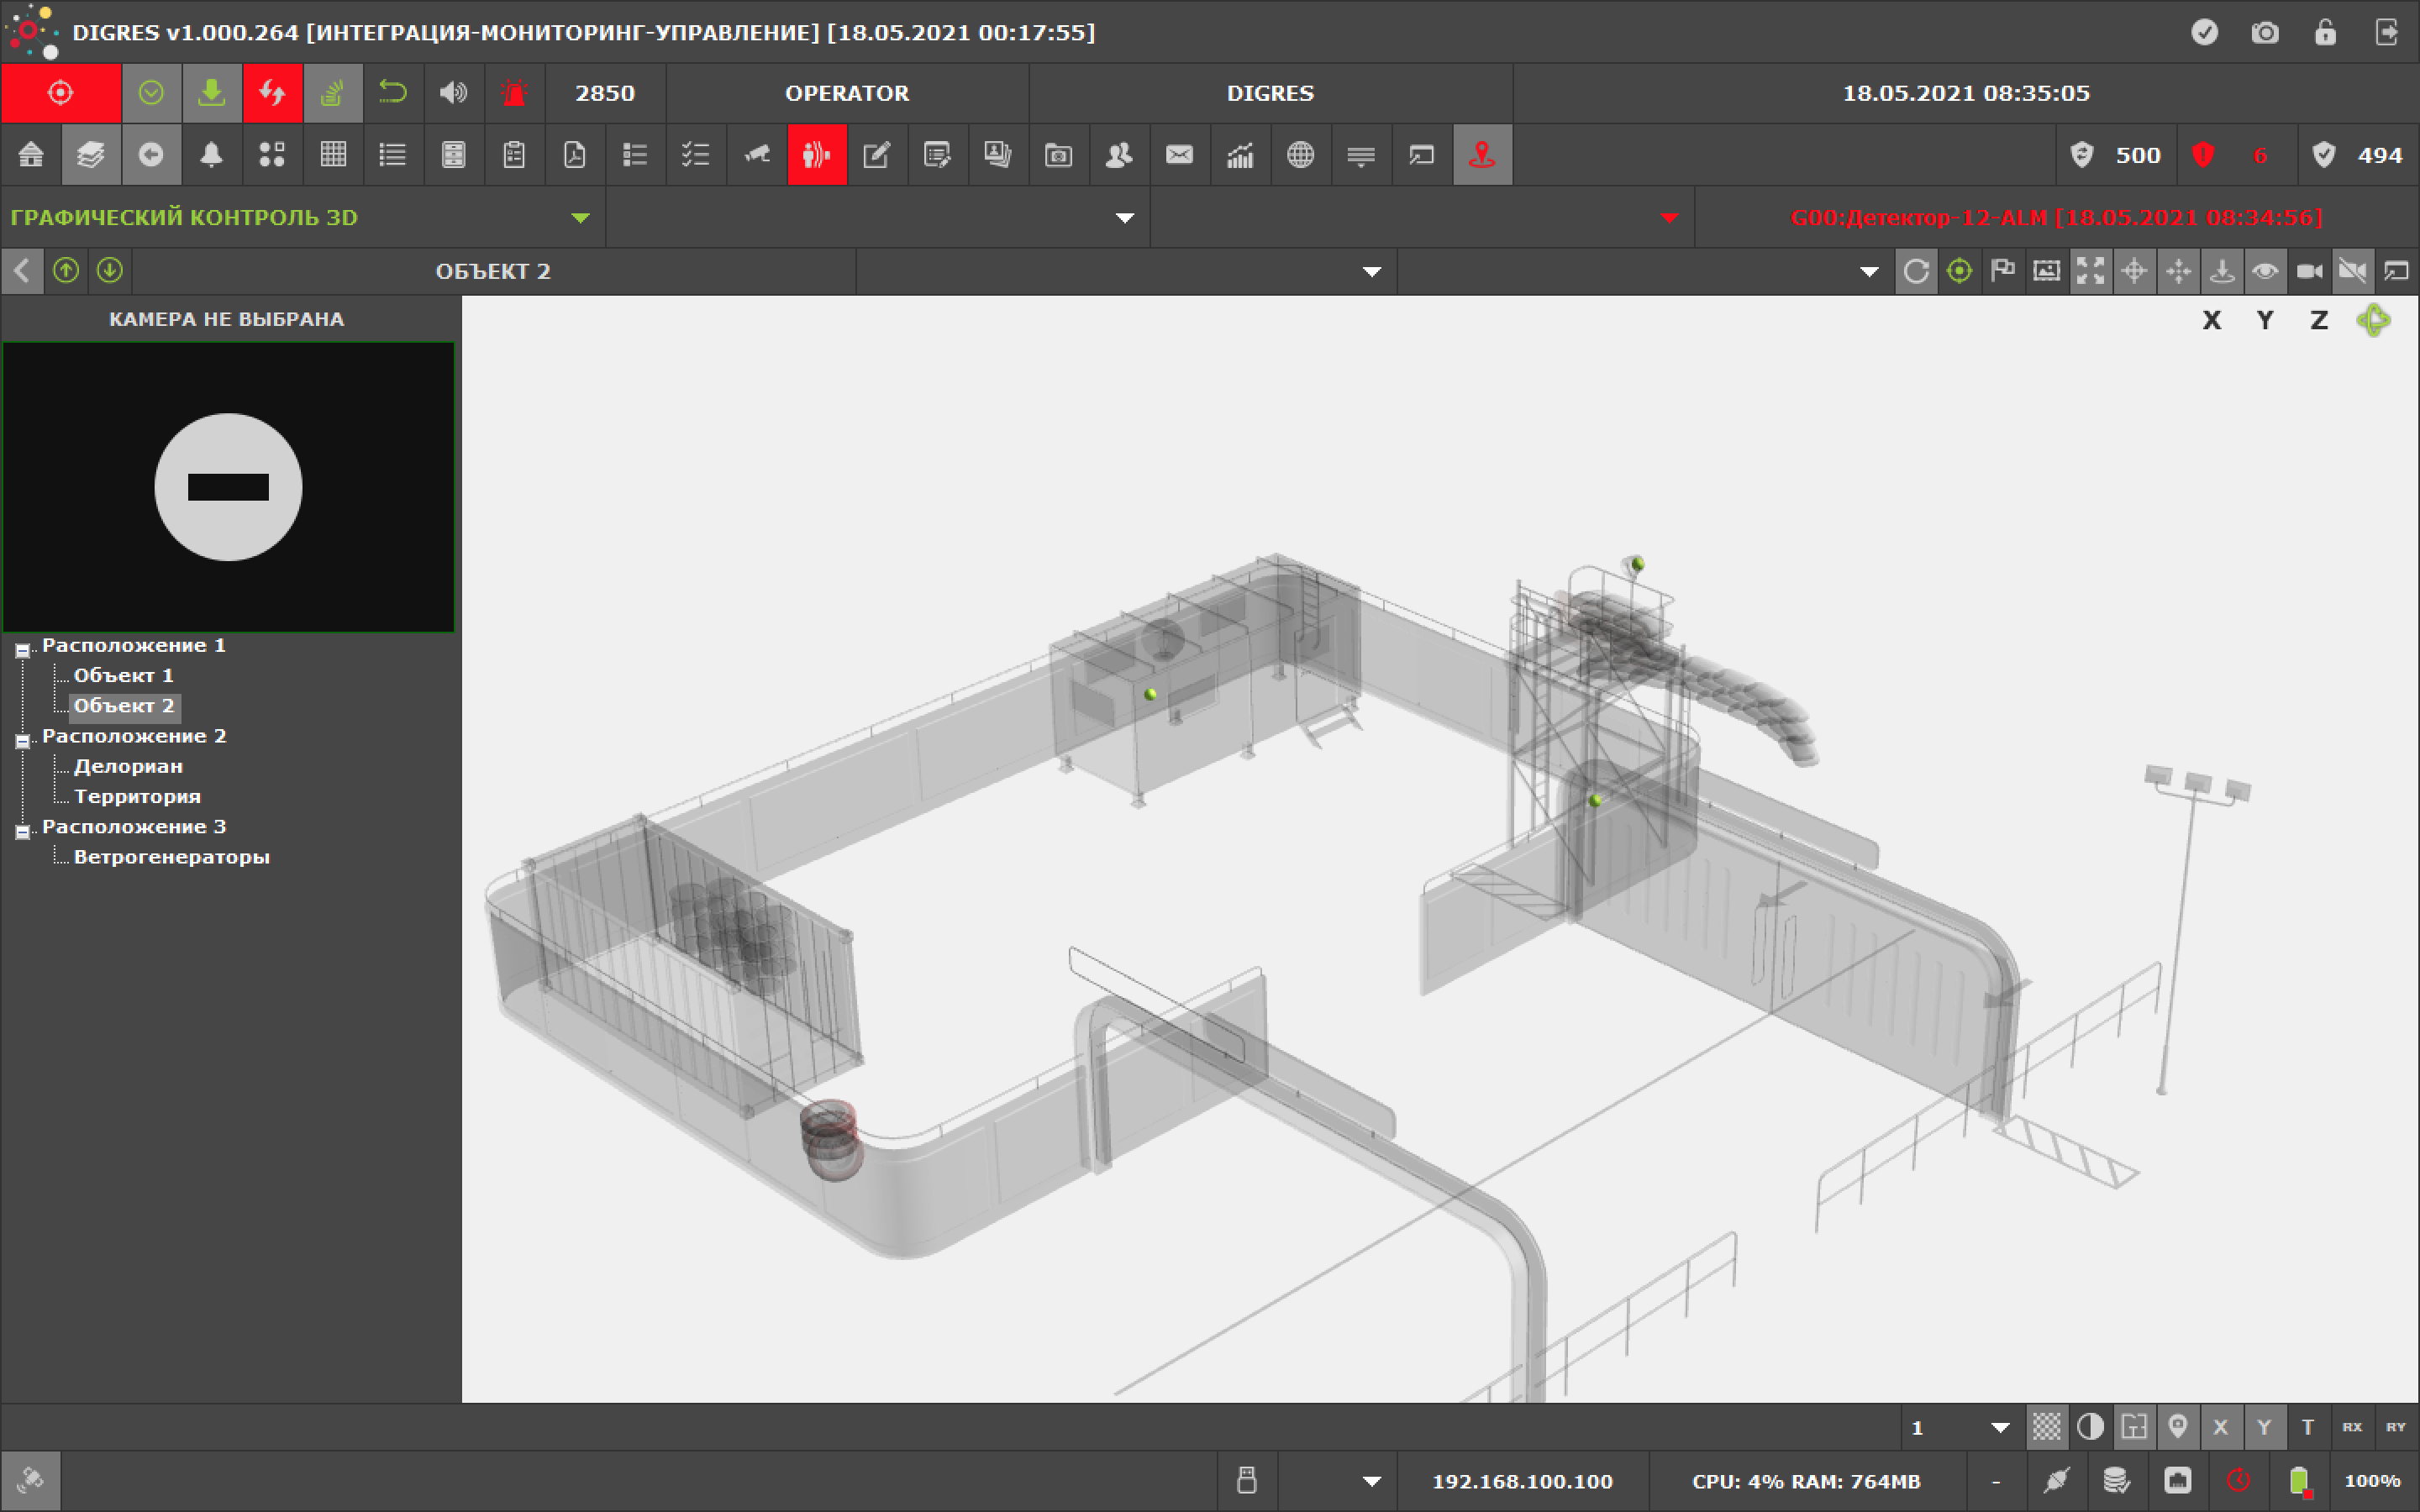 DIGRES v1.000.264 [ИНТЕГРАЦИЯ-МОНИТОРИНГ-УПРАВЛЕНИЕ] [18.05.2021 00:17:55]
2850 OPERATOR DIGRES 18.05.2021 08:35:05
500 6 494
ГРАФИЧЕСКИЙ КОНТРОЛЬ 3D G00:Детектор-12-ALM [18.05.2021 08:34:56]
ОБЪЕКТ 2
КАМЕРА НЕ ВЫБРАНА
X Y Z
Расположение 1
Объект 1
Объект 2
Расположение 2
Делориан
Территория
Расположение 3
Ветрогенераторы
1 X Y T RX RY
192.168.100.100 CPU: 4% RAM: 764MB - 100%